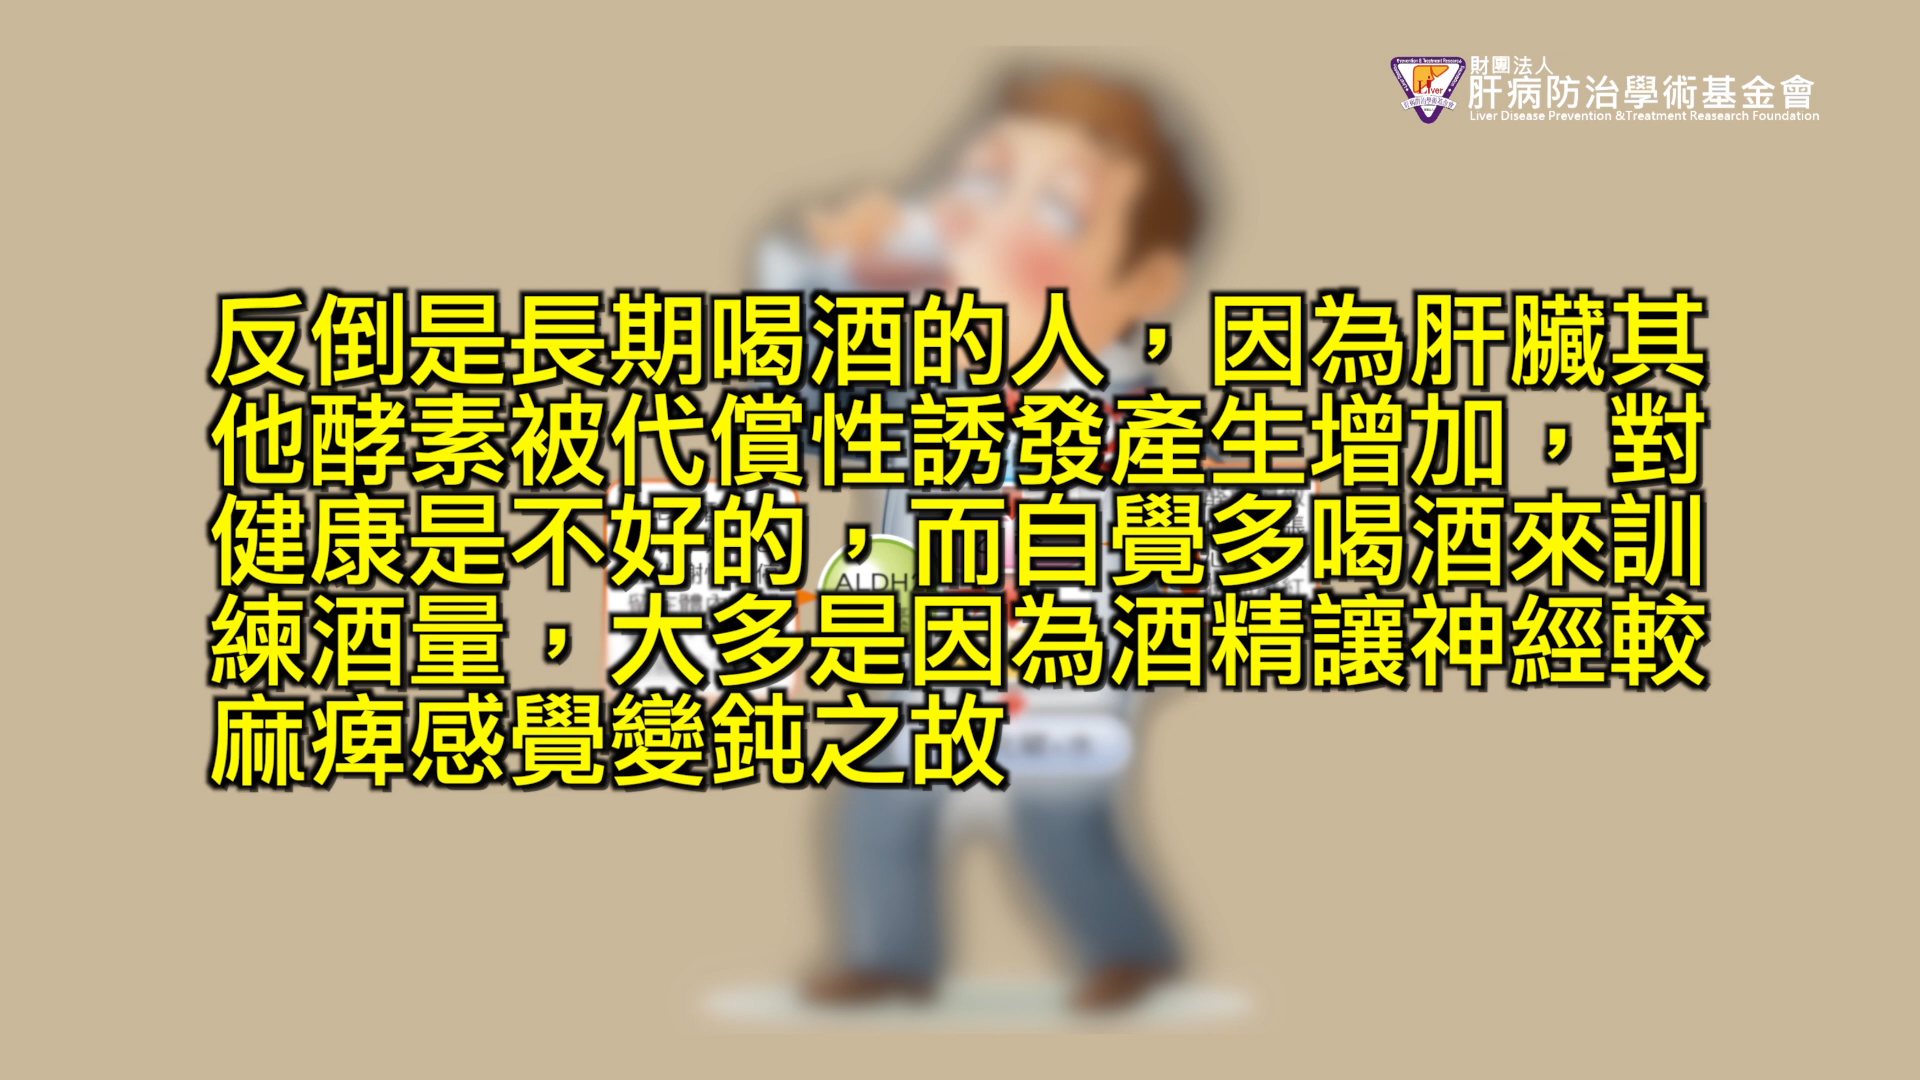 財團法人
肝病防治學術基金會
Liver Disease Prevention &Treatment Reasearch Foundation
反倒是長期喝酒的人，因為肝臟其
他酵素被代償性誘發產生增加，對
健康是不好的，而自覺多喝酒來訓
練酒量，大多是因為酒精讓神經較
麻痺感覺變鈍之故
ALDH